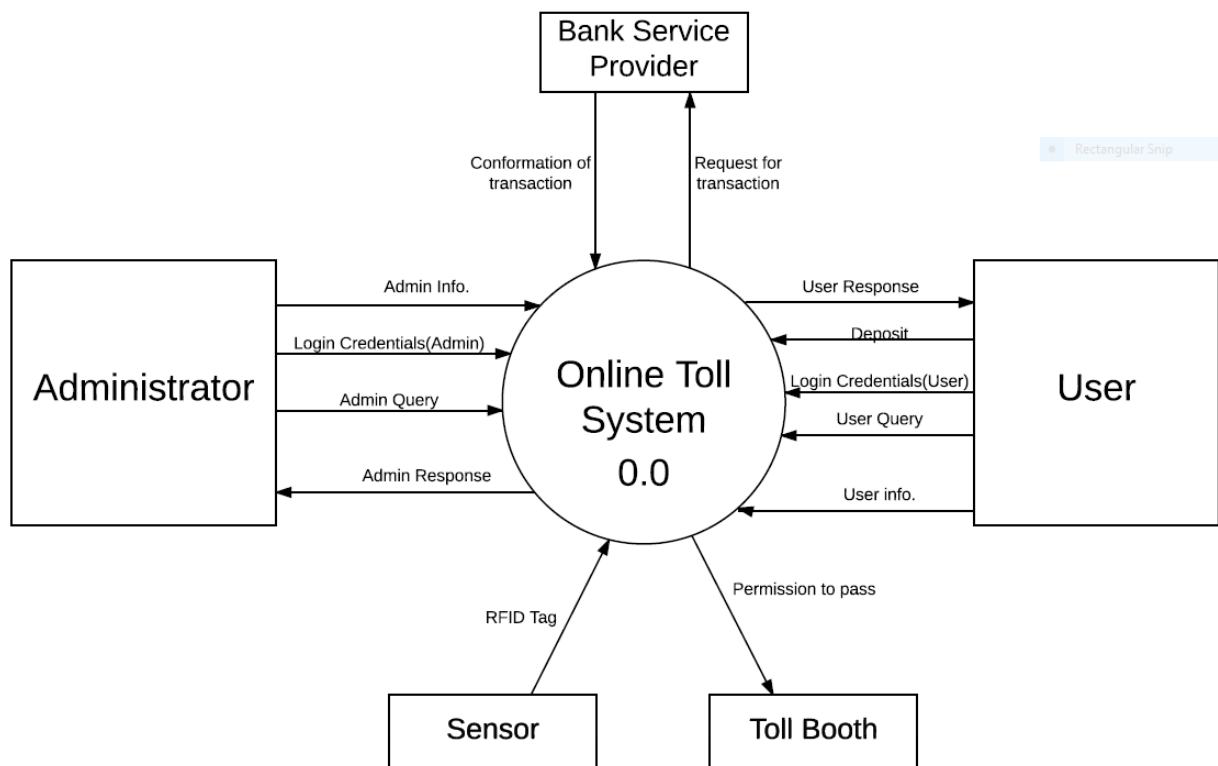 Bank Service
Provider
Rectangular Snip
Conformation of
transaction
Request for
transaction
Admin Info.
User Response
Login Credentials(Admin)
Deposit
Administrator
Online Toll
System
0.0
Login Credentials(User)
User
Admin Query
User Query
Admin Response
User info.
RFID Tag
Permission to pass
Sensor
Toll Booth